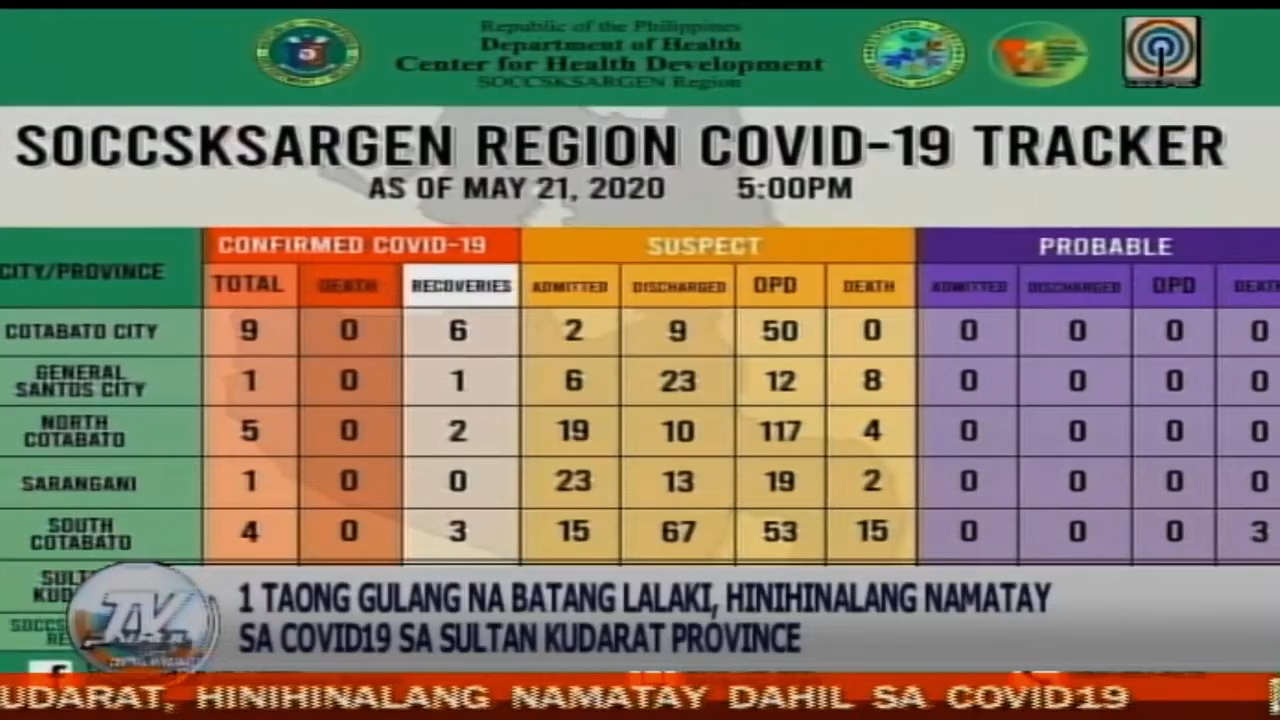 Republic of the Philippines
Department of Health
Center for Health Development
SOCCSKSARGEN Region
SOCCSKSARGEN REGION COVID-19 TRACKER
AS OF MAY 21, 2020 5:00PM
CITY/PROVINCE CONFIRMED COVID-19 SUSPECT PROBABLE
TOTAL DEATH RECOVERIES ADMITTED DISCHARGED OPD DEATH ADMITTED DISCHARGED OPD DEATH
COTABATO CITY 9 0 6 2 9 50 0 0 0 0 0
GENERAL SANTOS CITY 1 0 1 6 23 12 8 0 0 0 0
NORTH COTABATO 5 0 2 19 10 117 4 0 0 0 0
SARANGANI 1 0 0 23 13 19 2 0 0 0 0
SOUTH COTABATO 4 0 3 15 67 53 15 0 0 0 3
TV
1 TAONG GULANG NA BATANG LALAKI, HINIHINALANG NAMATAY
SA COVID19 SA SULTAN KUDARAT PROVINCE
UDARAT, HINIHINALANG NAMATAY DAHIL SA COVID19